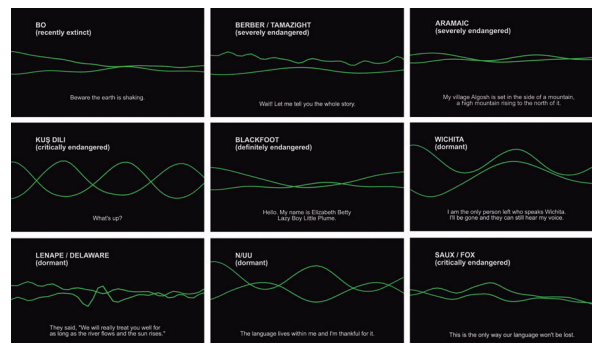 BO
(recently extinct)
Beware the earth is shaking.
BERBER / TAMAZIGHT
(severely endangered)
Wait! Let me tell you the whole story.
ARAMAIC
(severely endangered)
My village Algosh is set in the side of a mountain,
a high mountain rising to the north of it.
KUŞ DILI
(critically endangered)
What's up?
BLACKFOOT
(definitely endangered)
Hello. My name is Elizabeth Betty
Lazy Boy Little Plume.
WICHITA
(dormant)
I am the only person left who speaks Wichita.
I'll be gone and they can still hear my voice.
LENAPE / DELAWARE
(dormant)
They said, "We will really treat you well for
as long as the river flows and the sun rises."
N/UU
(dormant)
The language lives within me and I'm thankful for it.
SAUX / FOX
(critically endangered)
This is the only way our language won't be lost.